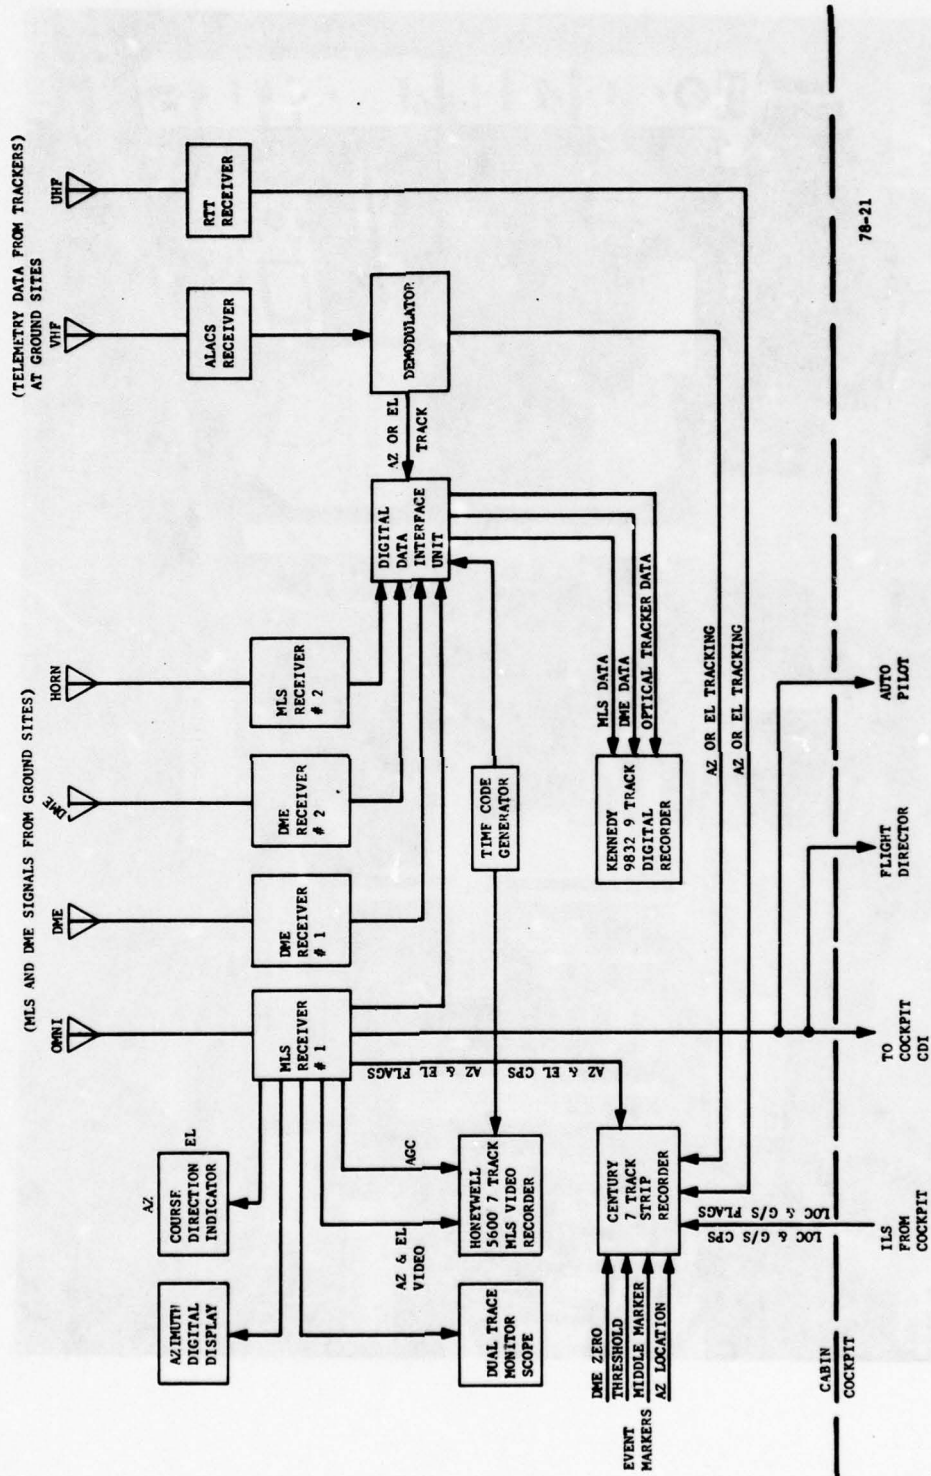 (MLS AND DME SIGNALS FROM GROUND SITES)
(TELEMETRY DATA FROM TRACKERS)
AT GROUND SITES
OMNI
DME
DME
HORN
VHF
UHF
AZ
EL
AZIMUTH
DIGITAL
DISPLAY
COURSE
DIRECTION
INDICATOR
MLS
RECEIVER
# 1
DME
RECEIVER
# 1
DME
RECEIVER
# 2
MLS
RECEIVER
# 2
ALACS
RECEIVER
RTT
RECEIVER
AZ & EL
VIDEO
AGC
AZ & EL FLAGS
AZ & EL CPS
AZ OR EL
TRACK
DUAL TRACE
MONITOR
SCOPE
HONEYWELL
5600 7 TRACK
MLS VIDEO
RECORDER
TIMF CODE
GENERATOR
DIGITAL
DATA
INTERFACE
UNIT
DEMODULATOR
DME ZERO
THRESHOLD
MIDDLE MARKER
AZ LOCATION
EVENT
MARKERS
CENTURY
7 TRACK
STRIP
RECORDER
KENNEDY
9832 9 TRACK
DIGITAL
RECORDER
MLS DATA
DME DATA
OPTICAL TRACKER DATA
AZ OR EL TRACKING
AZ OR EL TRACKING
LOC & G/S CPS
LOC & G/S FLAGS
CABIN
COCKPIT
ILS
FROM
COCKPIT
TO
COCKPIT
CDI
FLIGHT
DIRECTOR
AUTO
PILOT
78-21